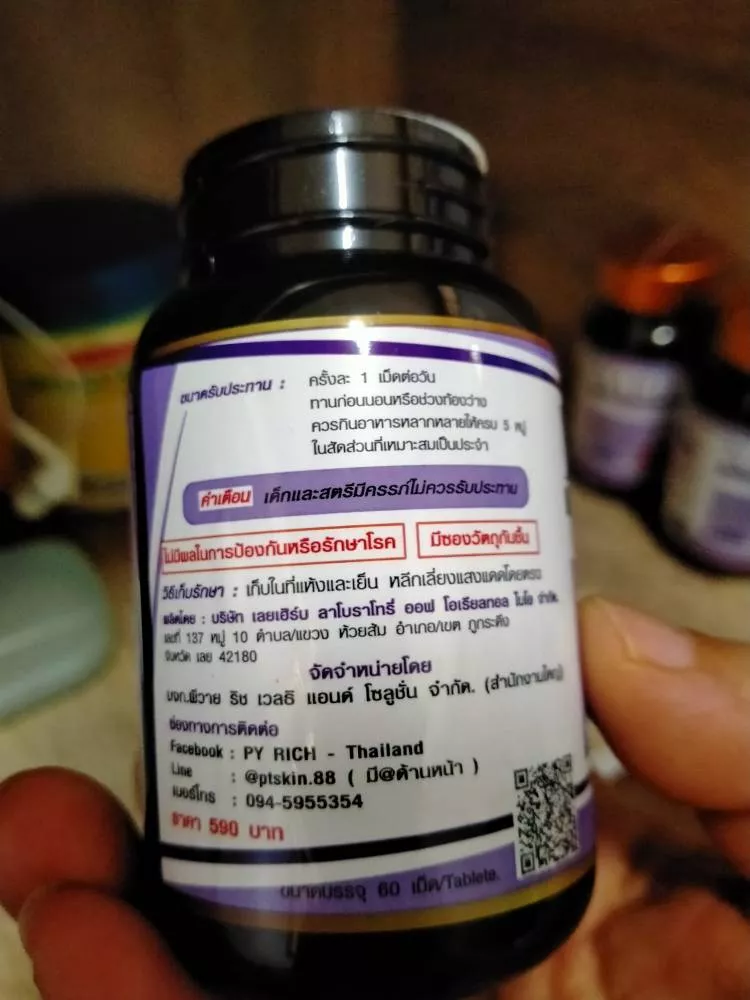 ขนาดรับประทาน : ครั้งละ 1 เม็ดต่อวัน
ทานก่อนนอนหรือช่วงท้องว่าง
ควรกินอาหารหลากหลายให้ครบ 5 หมู่
ในสัดส่วนที่เหมาะสมเป็นประจำ
คำเตือน เด็กและสตรีมีครรภ์ไม่ควรรับประทาน
ไม่มีผลในการป้องกันหรือรักษาโรค มีซองวัตถุกันชื้น
วิธีเก็บรักษา : เก็บในที่แห้งและเย็น หลีกเลี่ยงแสงแดดโดยตรง
ผลิตโดย : บริษัท เลยเฮิร์บ ลาโบราโทรี่ ออฟ โอเรียลทอล ไบโอ จำกัด.
เลขที่ 137 หมู่ 10 ตำบล/แขวง ห้วยส้ม อำเภอ/เขต ภูกระดึง
จังหวัด เลย 42180
จัดจำหน่ายโดย
บจก.พีวาย ริช เวลธิ แอนด์ โซลูชั่น จำกัด. (สำนักงานใหญ่)
ช่องทางการติดต่อ
Facebook : PY RICH - Thailand
Line : @ptskin.88 ( มี@ด้านหน้า )
เบอร์โทร : 094-5955354
ราคา 590 บาท
ขนาดบรรจุ 60 เม็ด/Tablete.